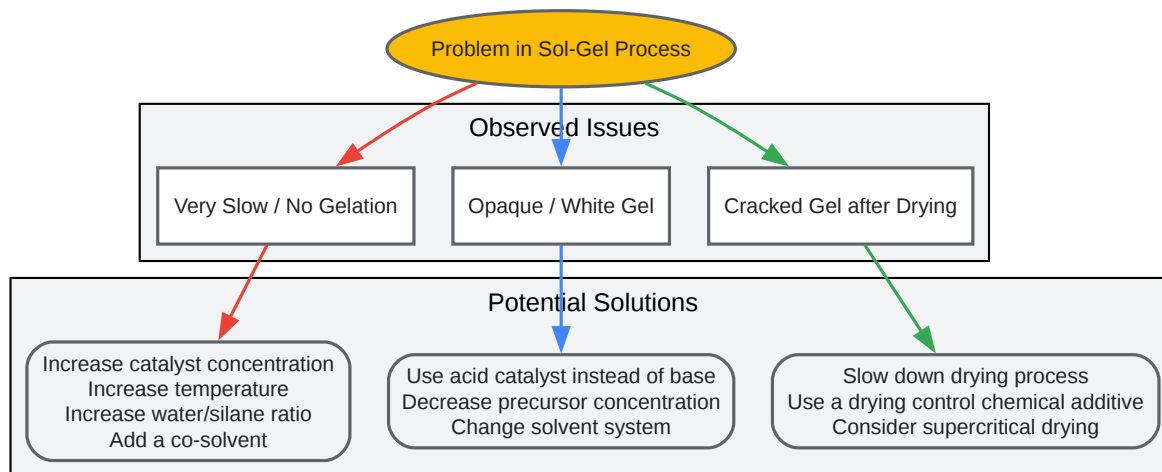 Problem in Sol-Gel Process
Observed Issues
Very Slow / No Gelation
Opaque / White Gel
Cracked Gel after Drying
Potential Solutions
Increase catalyst concentration
Increase temperature
Increase water/silane ratio
Add a co-solvent
Use acid catalyst instead of base
Decrease precursor concentration
Change solvent system
Slow down drying process
Use a drying control chemical additive
Consider supercritical drying